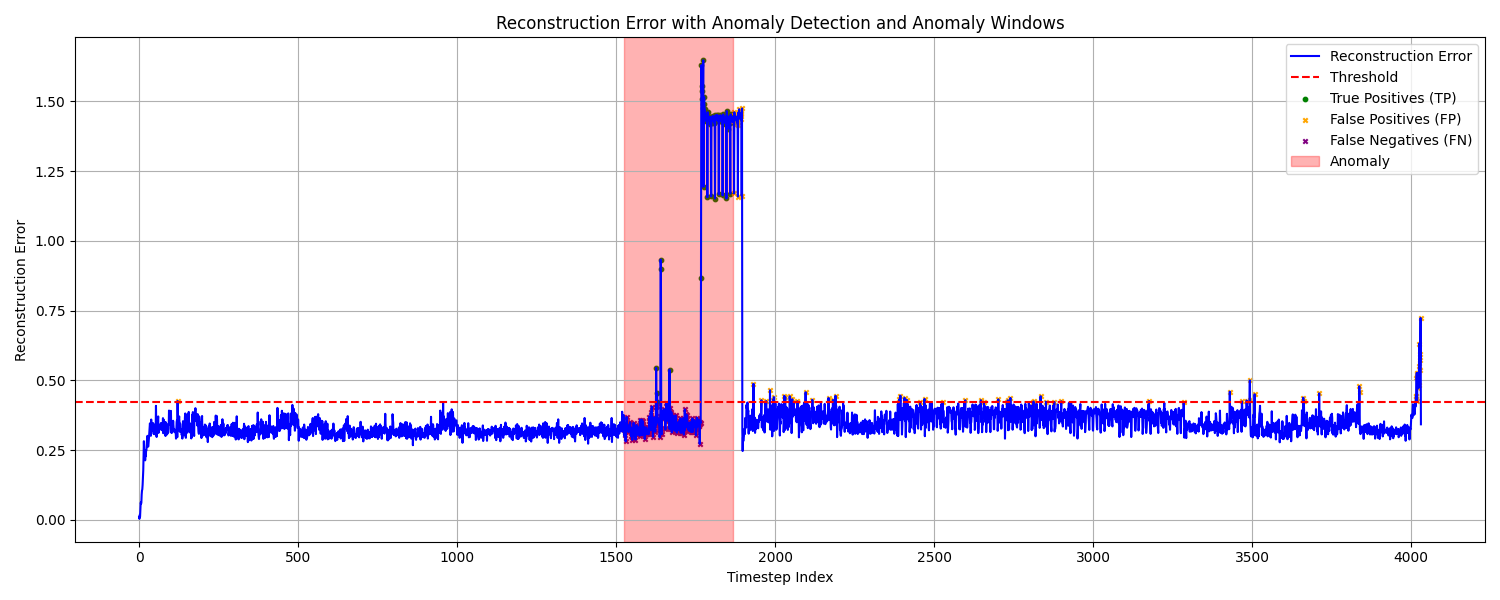 Reconstruction Error with Anomaly Detection and Anomaly Windows
Reconstruction Error
Threshold
True Positives (TP)
False Positives (FP)
False Negatives (FN)
Anomaly
Reconstruction Error
1.50
1.25
1.00
0.75
0.50
0.25
0.00
0 500 1000 1500 2000 2500 3000 3500 4000
Timestep Index